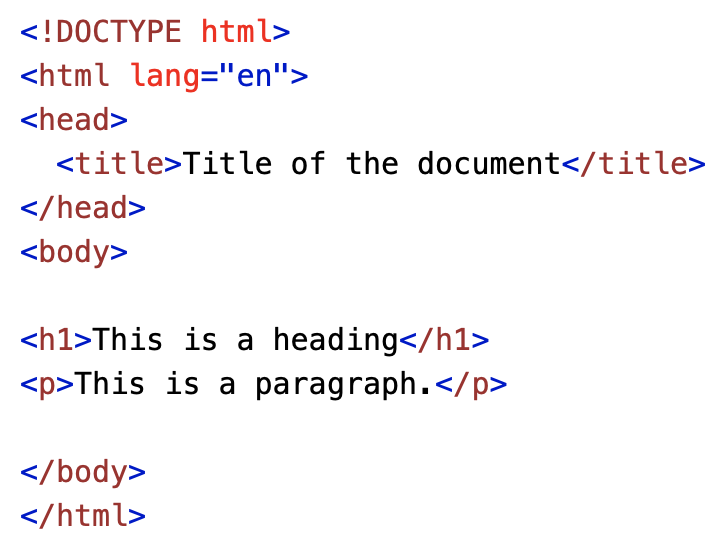 <!DOCTYPE html>
<html lang="en">
<head>
  <title>Title of the document</title>
</head>
<body>

<h1>This is a heading</h1>
<p>This is a paragraph.</p>

</body>
</html>